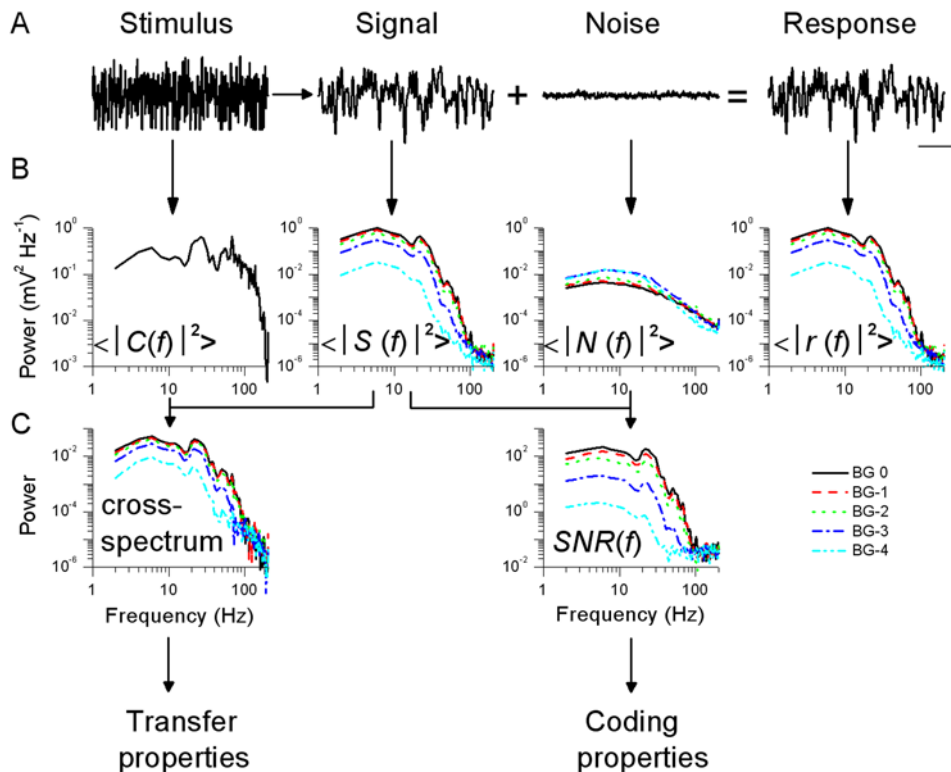 A
Stimulus
Signal
Noise
Response
+
=
B
Power (mV² Hz⁻¹)
10⁰
10⁻¹
10⁻²
10⁻³
1
10
100
<|C(f)|²>
10⁰
10⁻²
10⁻⁴
10⁻⁶
1
10
100
<|S (f)|²>
10⁰
10⁻²
10⁻⁴
10⁻⁶
1
10
100
<|N (f)|²>
10⁰
10⁻²
10⁻⁴
10⁻⁶
1
10
100
<|r (f)|²>
C
Power
10⁻²
10⁻⁴
10⁻⁶
1
10
100
cross-
spectrum
Frequency (Hz)
10²
10⁰
10⁻²
1
10
100
SNR(f)
Frequency (Hz)
BG 0
BG-1
BG-2
BG-3
BG-4
Transfer
properties
Coding
properties